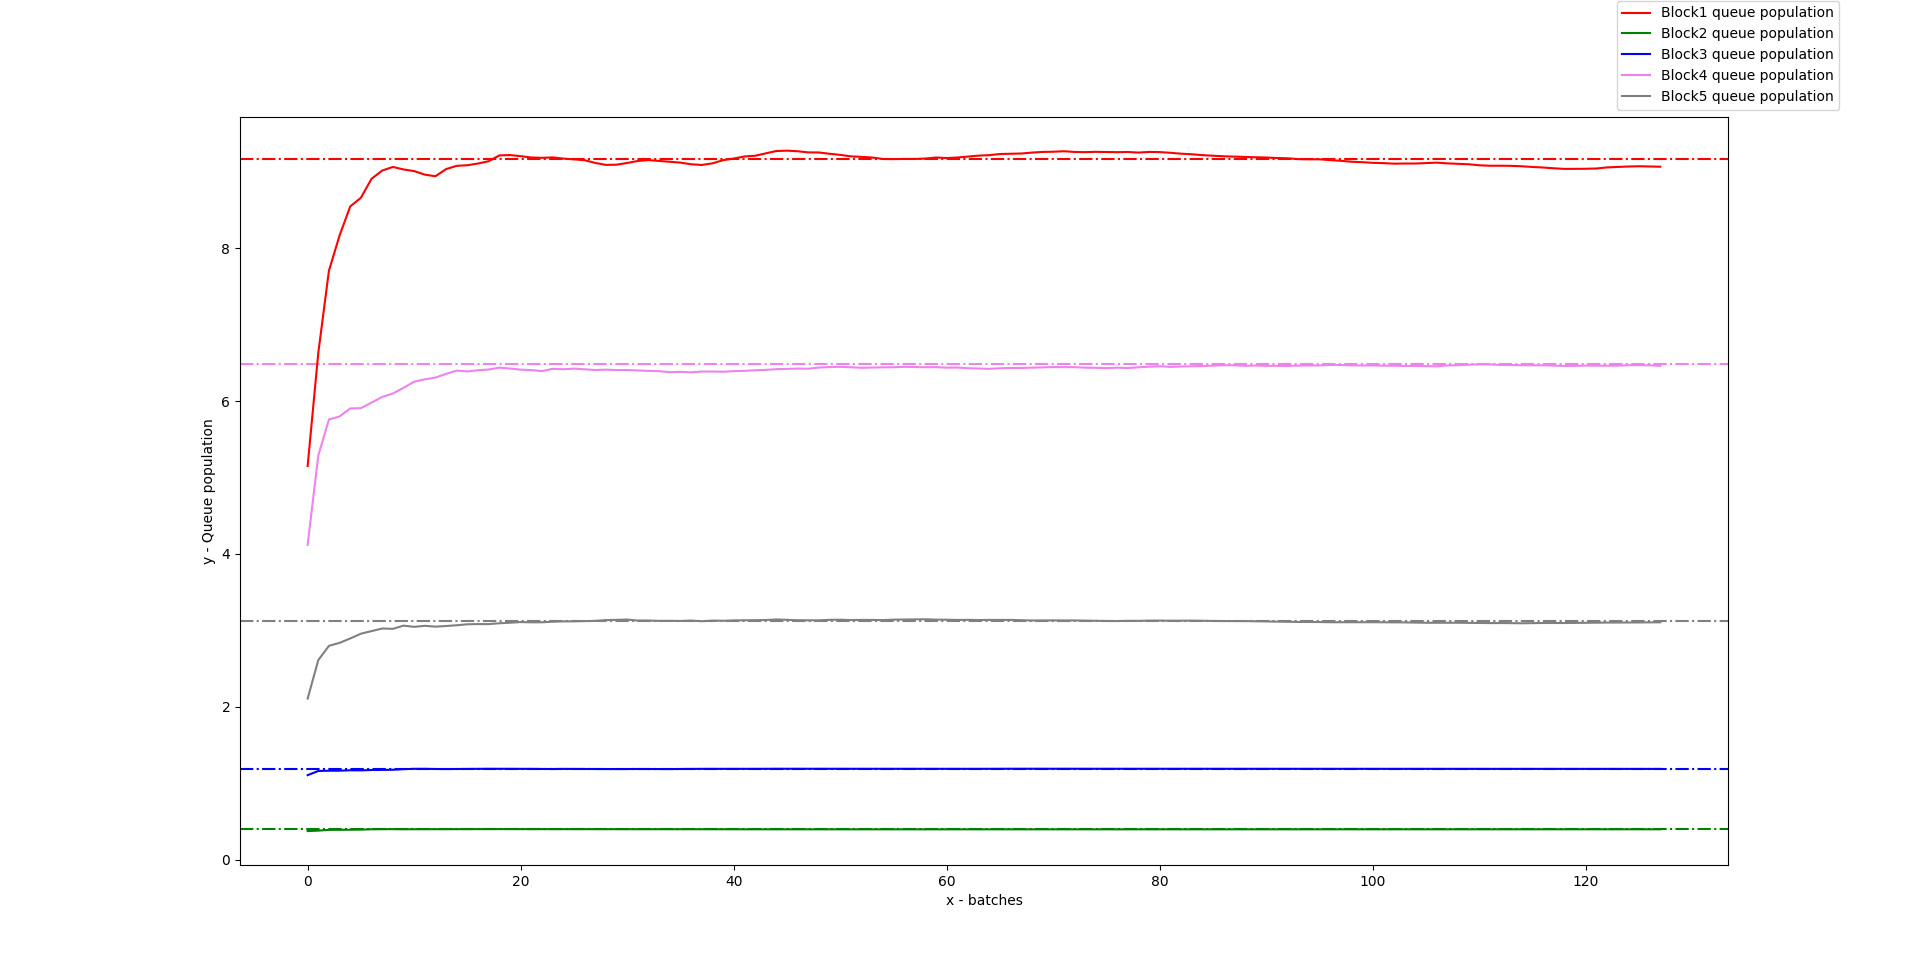 Block1 queue population
Block2 queue population
Block3 queue population
Block4 queue population
Block5 queue population
y - Queue population
8
6
4
2
0
0 20 40 60 80 100 120
x - batches